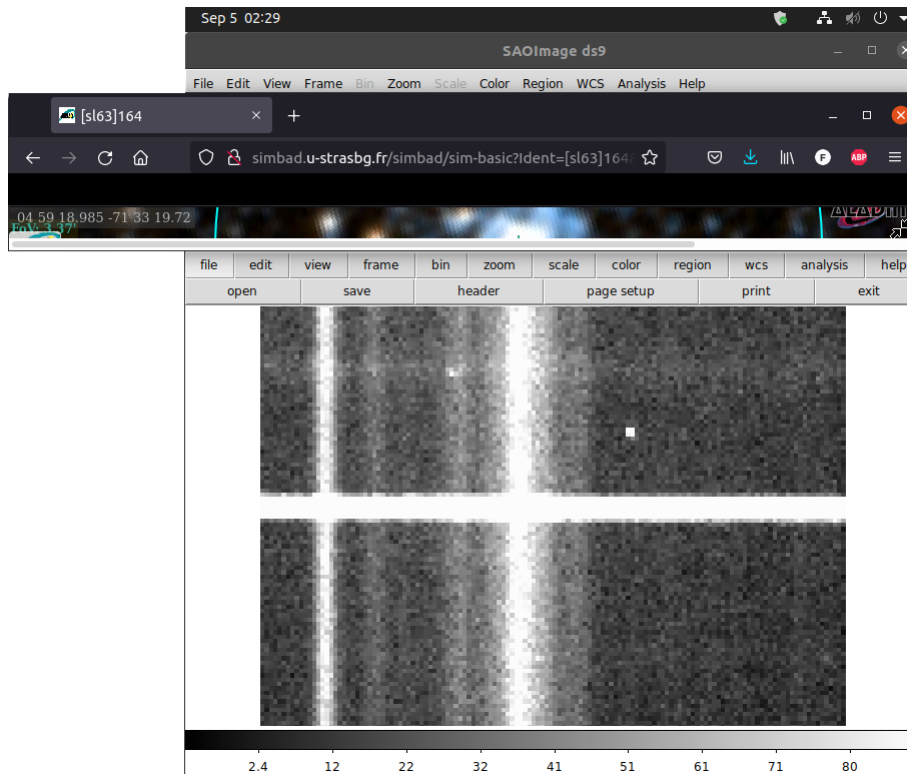 Sep 5 02:29
SAOImage ds9
File Edit View Frame Bin Zoom Scale Color Region WCS Analysis Help
[sl63]164
simbad.u-strasbg.fr/simbad/sim-basic?Ident=[sl63]164
F ABP
04 59 18.985 -71 33 19.72
FoV: 3.37'
file edit view frame bin zoom scale color region wcs analysis help
open save header page setup print exit
2.4 12 22 32 41 51 61 71 80